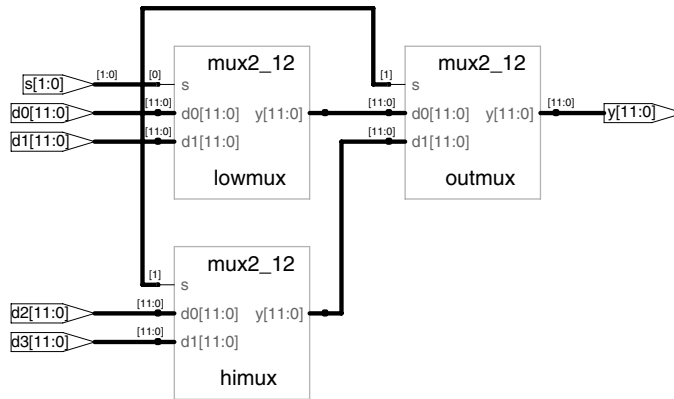 mux2_12
mux2_12
[1:0]
[0]
[1]
s[1:0]
s
s
[11:0]
[11:0]
[11:0]
d0[11:0]
d0[11:0]
y[11:0]
d0[11:0]
y[11:0]
y[11:0]
[11:0]
[11:0]
d1[11:0]
d1[11:0]
d1[11:0]
lowmux
outmux
mux2_12
[1]
s
[11:0]
d2[11:0]
d0[11:0]
y[11:0]
[11:0]
d3[11:0]
d1[11:0]
himux